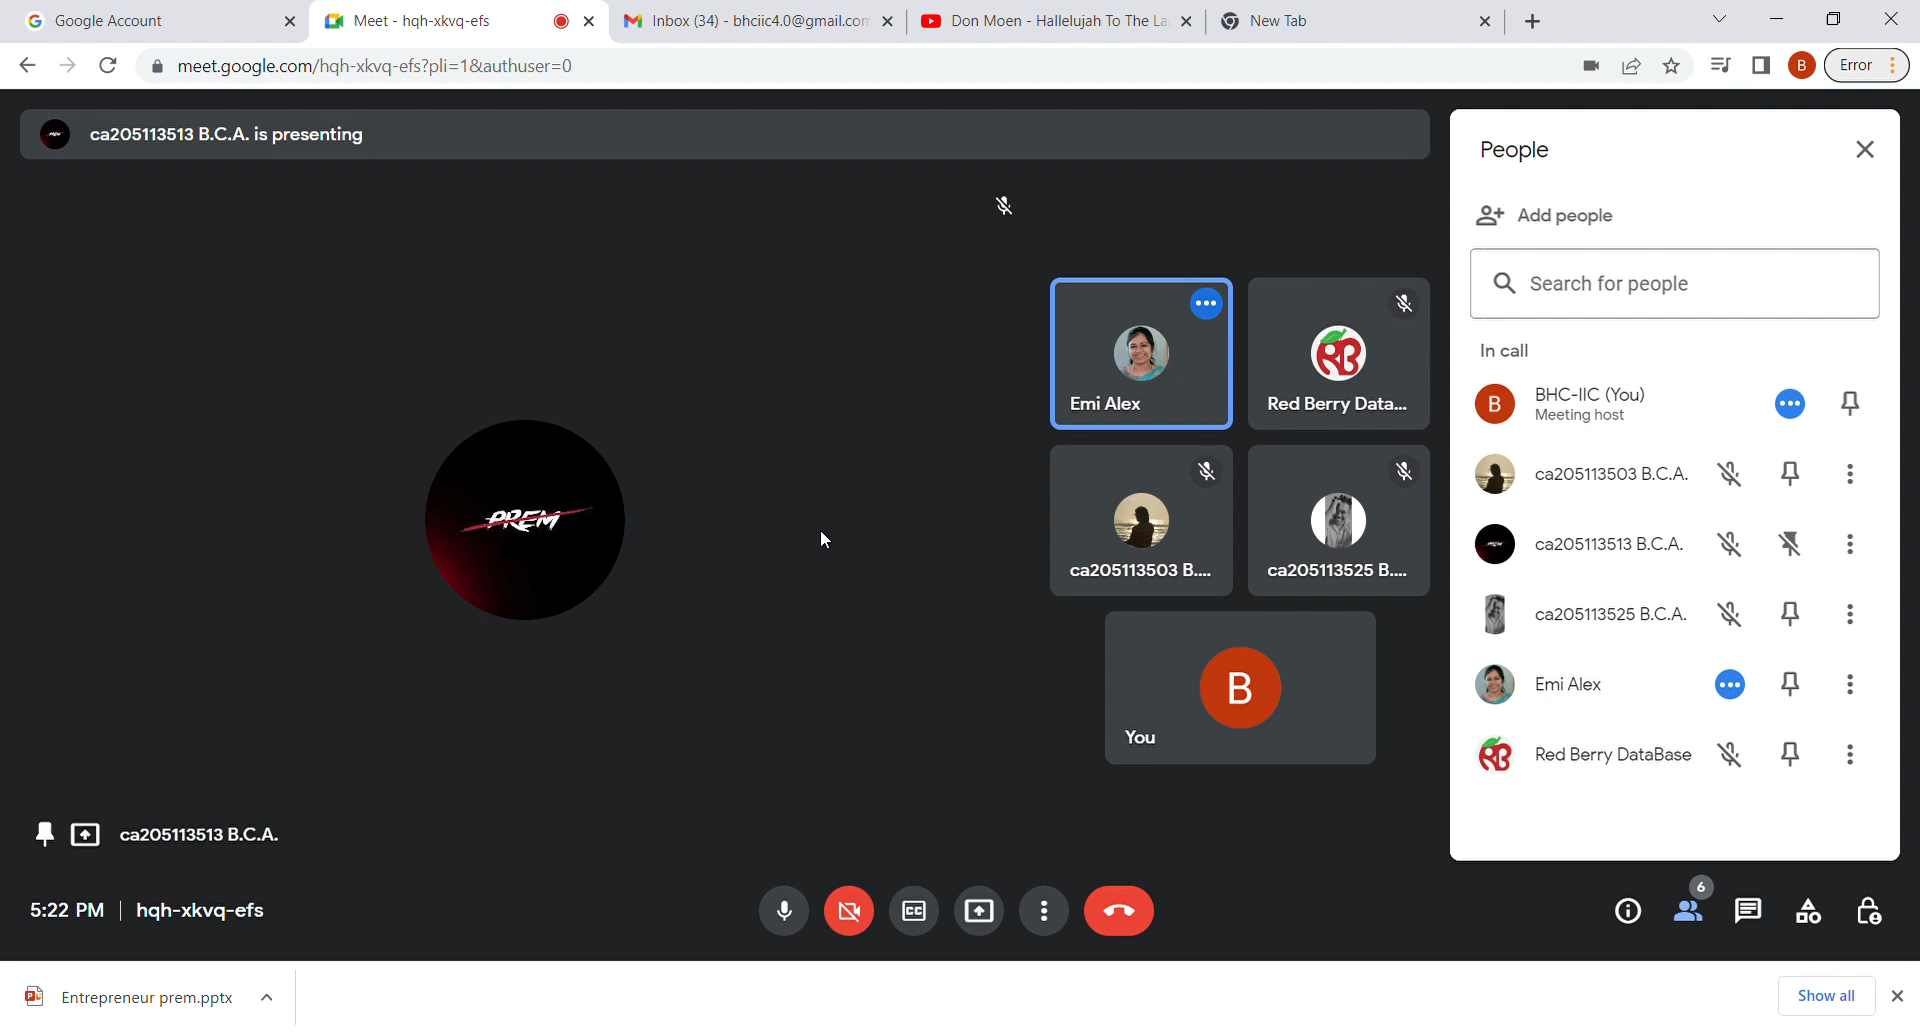 Google Account
Meet - hqh-xkvq-efs
Inbox (34) - bhciic4.0@gmail.com
Don Moen - Hallelujah To The La
New Tab
meet.google.com/hqh-xkvq-efs?pli=1&authuser=0
B
Error
ca205113513 B.C.A. is presenting
People
Add people
Search for people
In call
B
BHC-IIC (You)
Meeting host
ca205113503 B.C.A.
ca205113513 B.C.A.
ca205113525 B.C.A.
Emi Alex
Red Berry DataBase
Emi Alex
RB
Red Berry Data...
ca205113503 B....
ca205113525 B....
B
You
PREM
ca205113513 B.C.A.
5:22 PM | hqh-xkvq-efs
CC
6
Entrepreneur prem.pptx
Show all